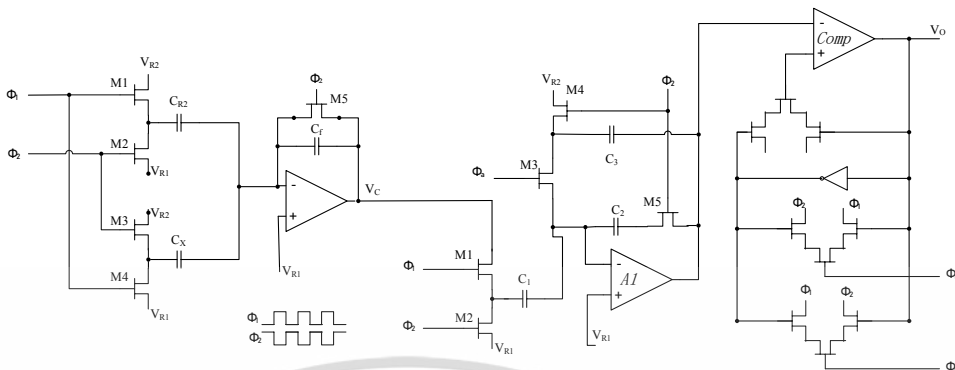 V_R2
M1
Φ₁
C_R2
Φ₂
M2
V_R1
V_R2
M3
C_X
M4
V_R1
Φ₂
M5
C_f
-
+
V_C
V_R1
Φ₁
Φ₂
V_R2
M4
Φ₂
C₃
M3
Φₐ
C₂
M5
M1
Φ₁
C₁
M2
Φ₂
V_R1
-
+
A1
V_R1
-
+
Comp
V_O
Φ₂
Φ₁
Φ
Φ₁
Φ₂
Φ